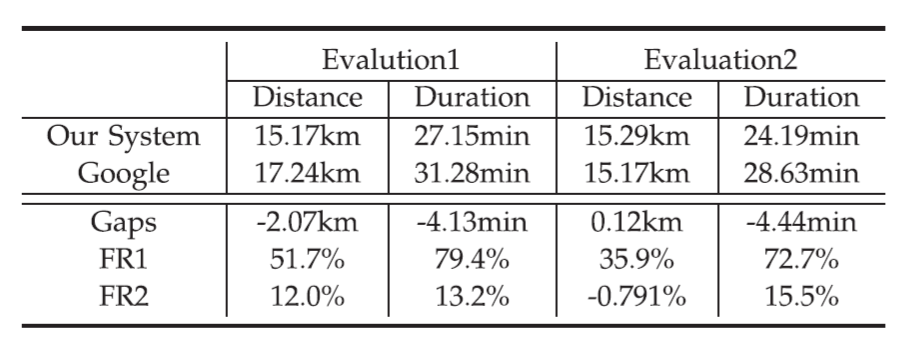 Evalution1 Evaluation2
Distance Duration Distance Duration
Our System 15.17km 27.15min 15.29km 24.19min
Google 17.24km 31.28min 15.17km 28.63min
Gaps -2.07km -4.13min 0.12km -4.44min
FR1 51.7% 79.4% 35.9% 72.7%
FR2 12.0% 13.2% -0.791% 15.5%